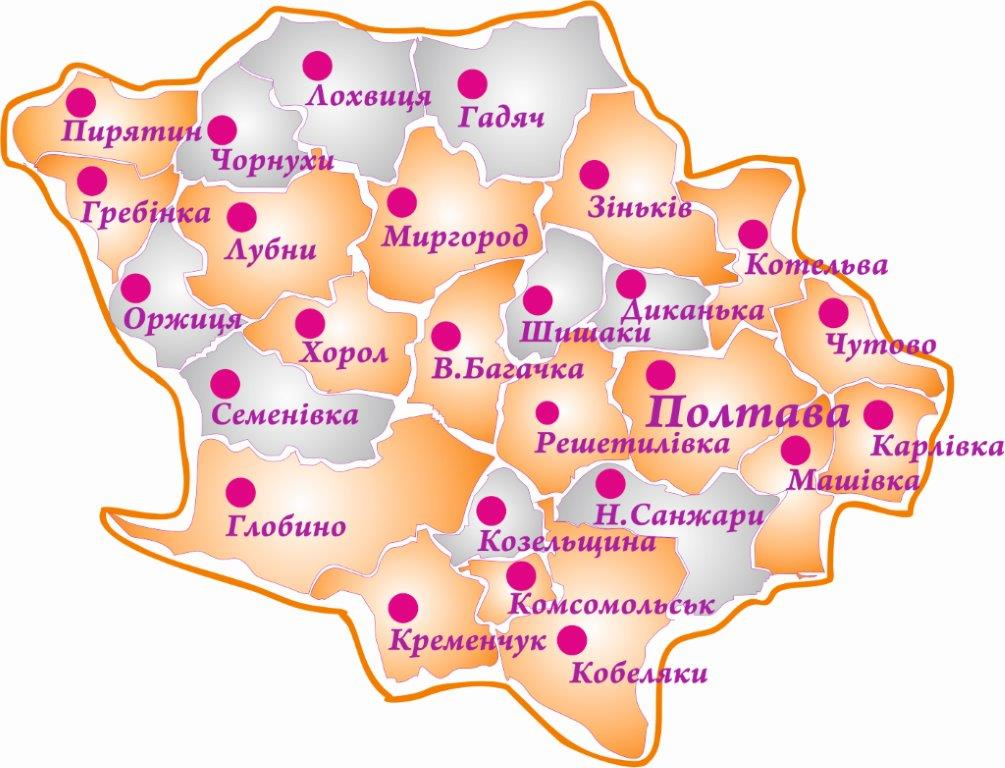 Лохвиця
Гадяч
Пирятин
Чорнухи
Гребінка
Зіньків
Миргород
Лубни
Котельва
Диканька
Оржиця
Шишаки
Чутово
Хорол
В.Багачка
Семенівка
Полтава
Решетилівка
Карлівка
Машівка
Н.Санжари
Глобино
Козельщина
Комсомольськ
Кременчук
Кобеляки